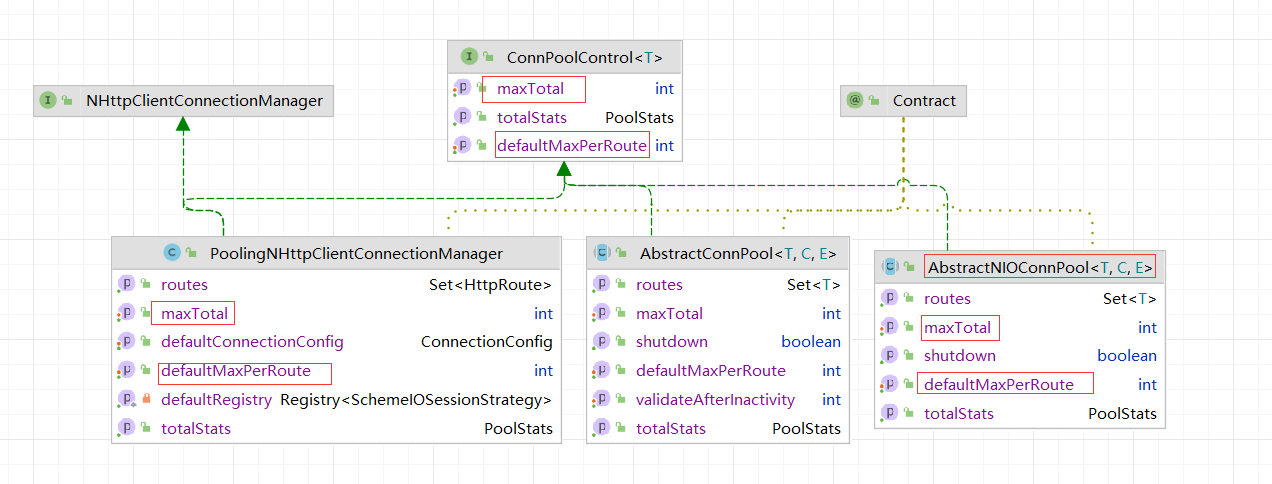 I ConnPoolControl<T>
p maxTotal int
p totalStats PoolStats
p defaultMaxPerRoute int
I NHttpClientConnectionManager
@ Contract
C PoolingNHttpClientConnectionManager
p routes Set<HttpRoute>
p maxTotal int
p defaultConnectionConfig ConnectionConfig
p defaultMaxPerRoute int
p defaultRegistry Registry<SchemeIOSessionStrategy>
p totalStats PoolStats
C AbstractConnPool<T, C, E>
p routes Set<T>
p maxTotal int
p shutdown boolean
p defaultMaxPerRoute int
p validateAfterInactivity int
p totalStats PoolStats
C AbstractNIOConnPool<T, C, E>
p routes Set<T>
p maxTotal int
p shutdown boolean
p defaultMaxPerRoute int
p totalStats PoolStats